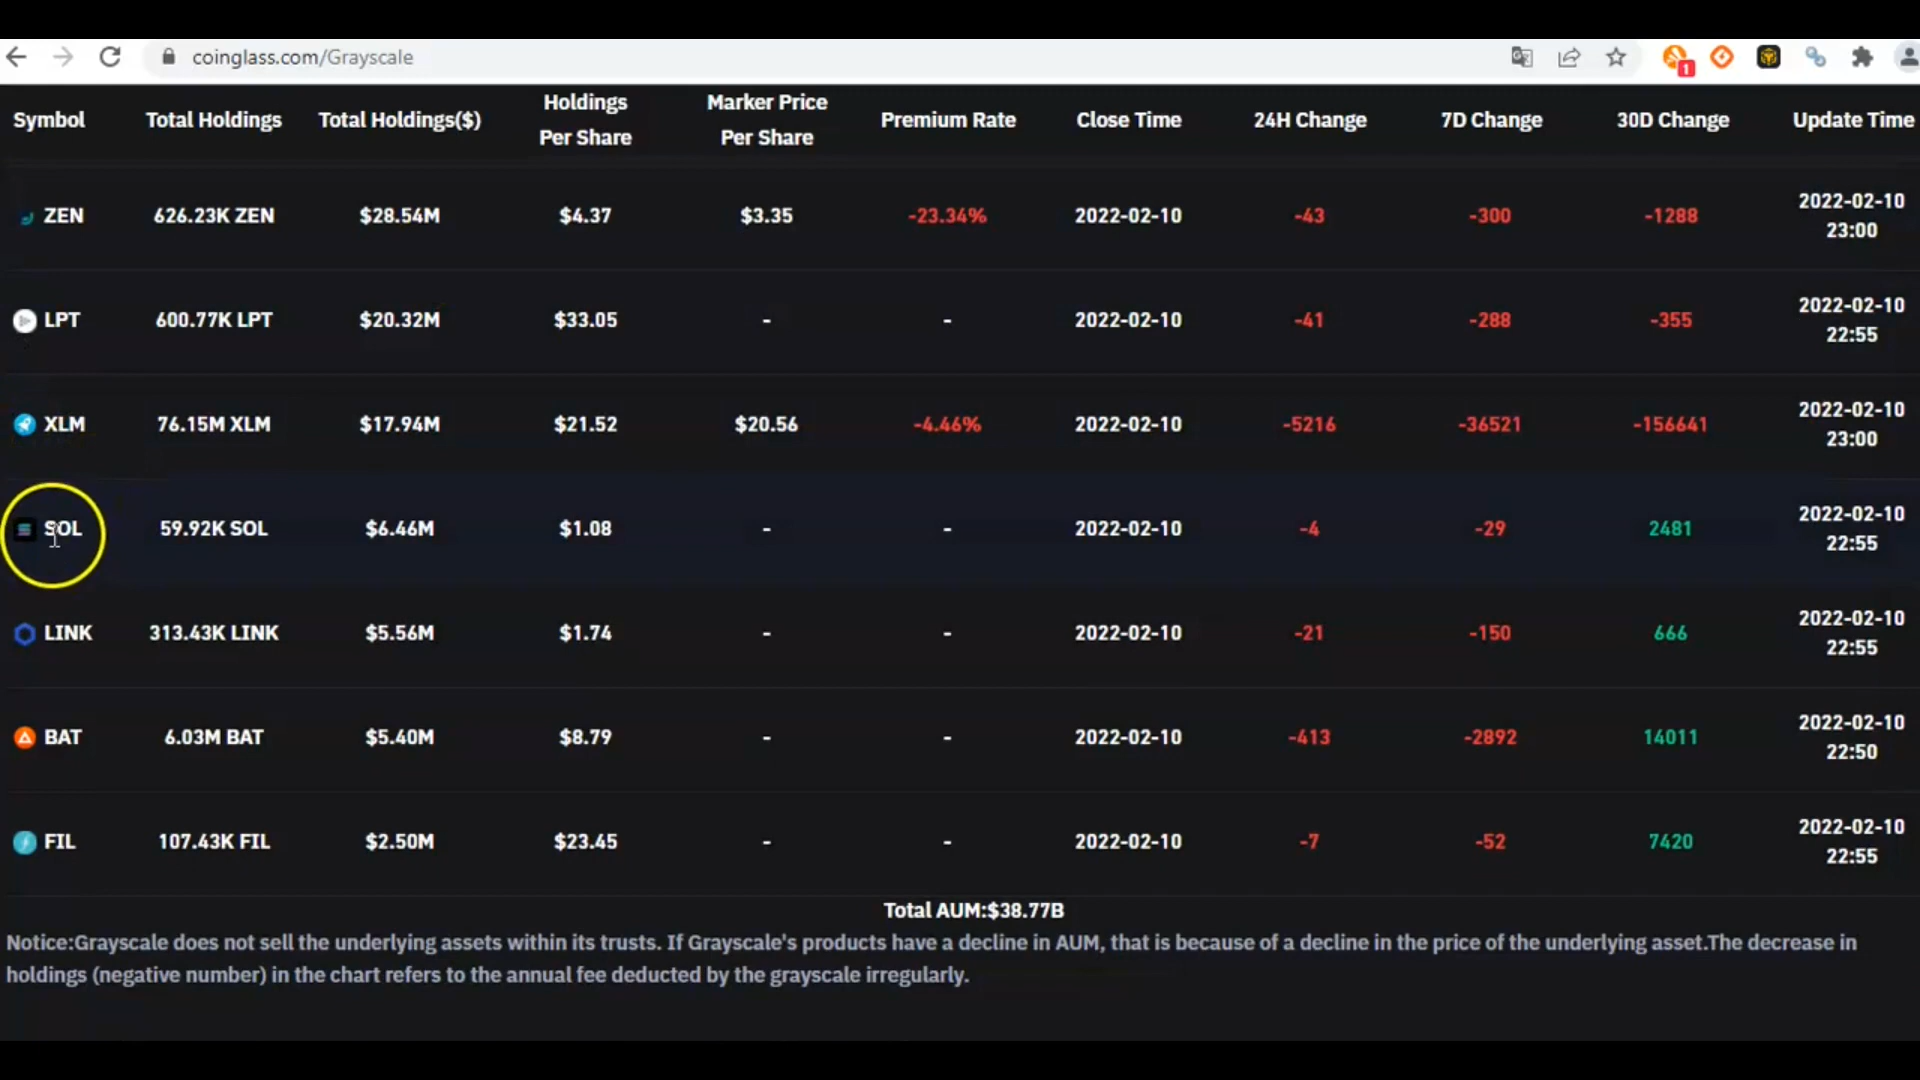 coinglass.com/Grayscale
1
Symbol Total Holdings Total Holdings($) Holdings Per Share Marker Price Per Share Premium Rate Close Time 24H Change 7D Change 30D Change Update Time
ZEN 626.23K ZEN $28.54M $4.37 $3.35 -23.34% 2022-02-10 -43 -300 -1288 2022-02-10 23:00
LPT 600.77K LPT $20.32M $33.05 - - 2022-02-10 -41 -288 -355 2022-02-10 22:55
XLM 76.15M XLM $17.94M $21.52 $20.56 -4.46% 2022-02-10 -5216 -36521 -156641 2022-02-10 23:00
SOL 59.92K SOL $6.46M $1.08 - - 2022-02-10 -4 -29 2481 2022-02-10 22:55
LINK 313.43K LINK $5.56M $1.74 - - 2022-02-10 -21 -150 666 2022-02-10 22:55
BAT 6.03M BAT $5.40M $8.79 - - 2022-02-10 -413 -2892 14011 2022-02-10 22:50
FIL 107.43K FIL $2.50M $23.45 - - 2022-02-10 -7 -52 7420 2022-02-10 22:55
Total AUM:$38.77B
Notice:Grayscale does not sell the underlying assets within its trusts. If Grayscale's products have a decline in AUM, that is because of a decline in the price of the underlying asset.The decrease in
holdings (negative number) in the chart refers to the annual fee deducted by the grayscale irregularly.